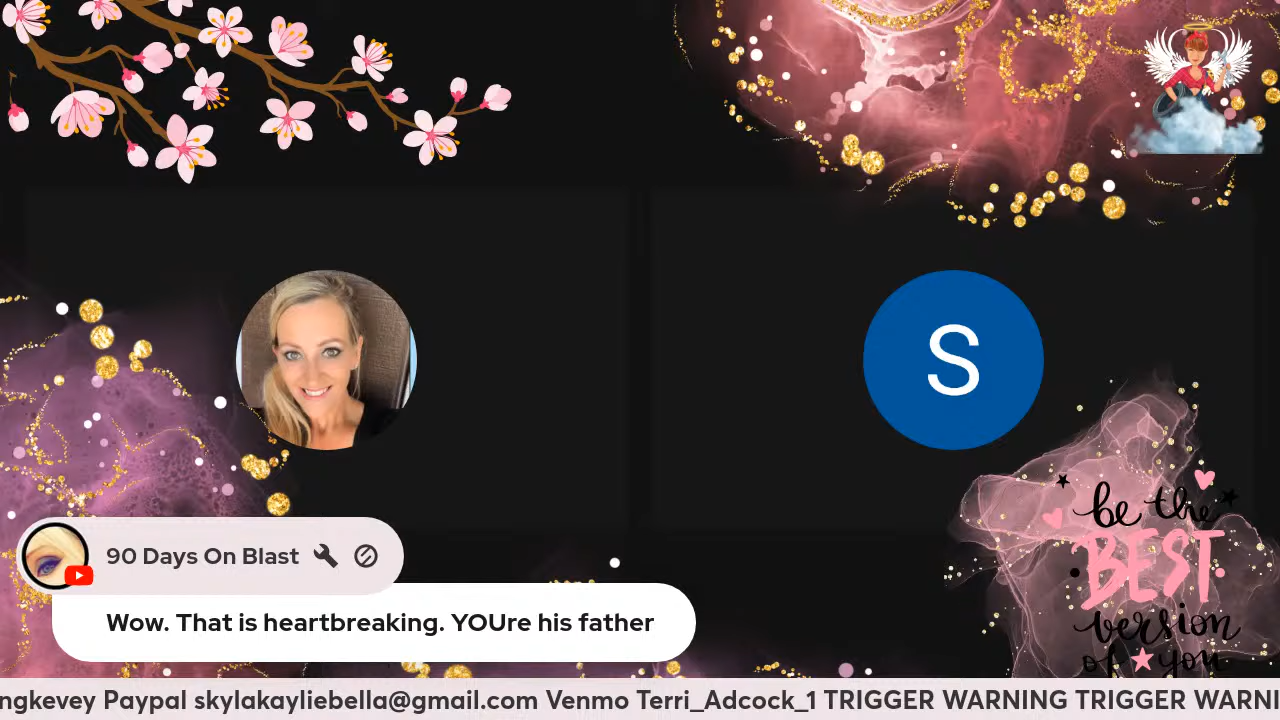 S
be the
BEST
version
of you
90 Days On Blast
Wow. That is heartbreaking. YOUre his father
ngkevey Paypal skylakayliebella@gmail.com Venmo Terri_Adcock_1 TRIGGER WARNING TRIGGER WARNI